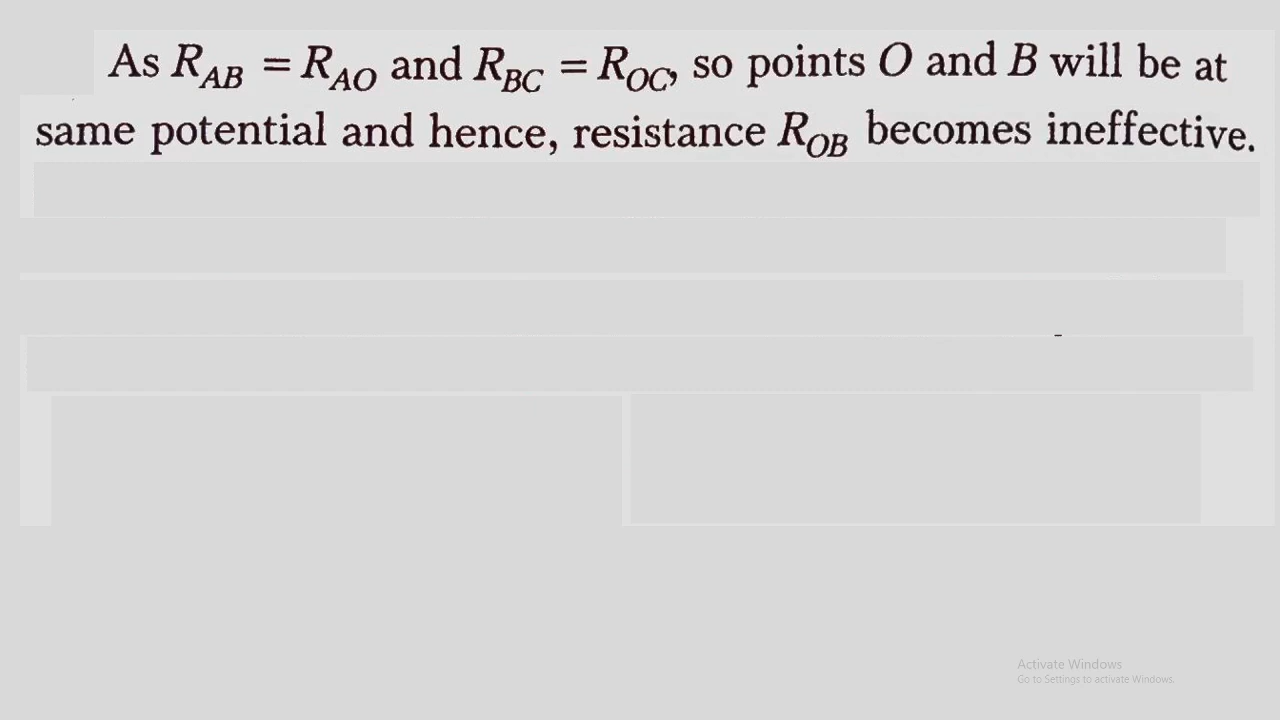 As R_AB = R_AO and R_BC = R_OC, so points O and B will be at
same potential and hence, resistance R_OB becomes ineffective.
Activate Windows
Go to Settings to activate Windows.